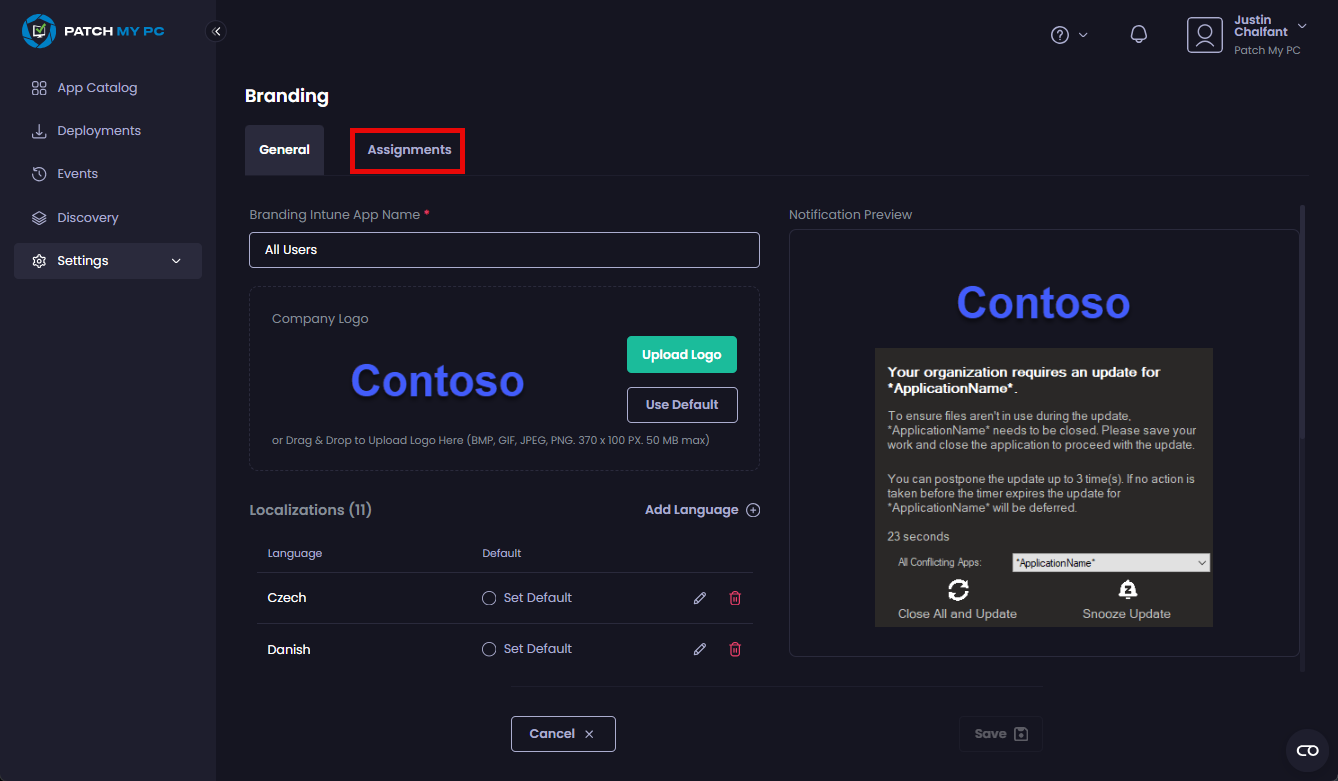 PATCH MY PC
Justin
Chalfant
Patch My PC
App Catalog
Deployments
Events
Discovery
Settings
Branding
General
Assignments
Branding Intune App Name *
All Users
Company Logo
Contoso
Upload Logo
Use Default
or Drag & Drop to Upload Logo Here (BMP, GIF, JPEG, PNG. 370 x 100 PX. 50 MB max)
Localizations (11)
Add Language
Language Default
Czech Set Default
Danish Set Default
Notification Preview
Contoso
Your organization requires an update for
*ApplicationName*.
To ensure files aren't in use during the update,
*ApplicationName* needs to be closed. Please save your
work and close the application to proceed with the update.
You can postpone the update up to 3 time(s). If no action is
taken before the timer expires the update for
*ApplicationName* will be deferred.
23 seconds
All Conflicting Apps: *ApplicationName*
Close All and Update
Snooze Update
Cancel
Save